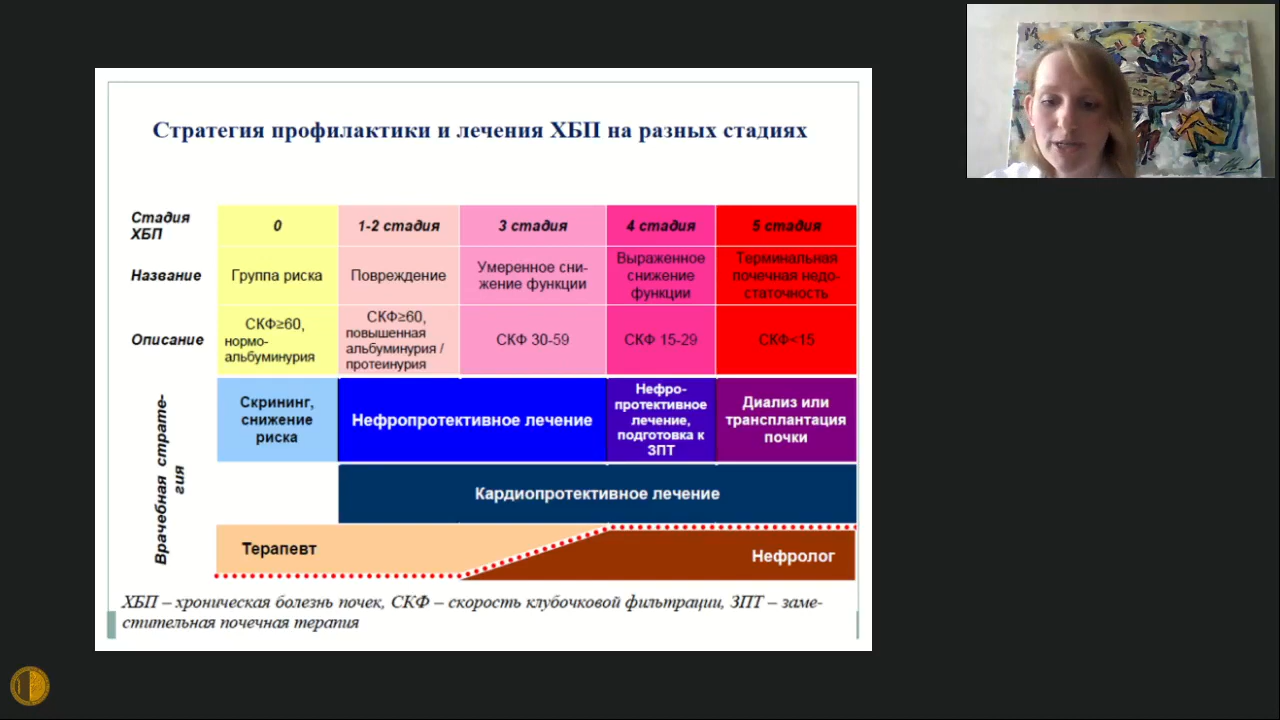 Стратегия профилактики и лечения ХБП на разных стадиях
Стадия
ХБП
0
1-2 стадия
3 стадия
4 стадия
5 стадия
Название
Группа риска
Повреждение
Умеренное сни-
жение функции
Выраженное
снижение
функции
Терминальная
почечная недо-
статочность
Описание
СКФ≥60,
нормо-
альбуминурия
СКФ≥60,
повышенная
альбуминурия /
протеинурия
СКФ 30-59
СКФ 15-29
СКФ<15
Врачебная страте-
гия
Скрининг,
снижение
риска
Нефропротективное лечение
Нефро-
протективное
лечение,
подготовка к
ЗПТ
Диализ или
трансплантация
почки
Кардиопротективное лечение
Терапевт
Нефролог
ХБП – хроническая болезнь почек, СКФ – скорость клубочковой фильтрации, ЗПТ – заме-
стительная почечная терапия